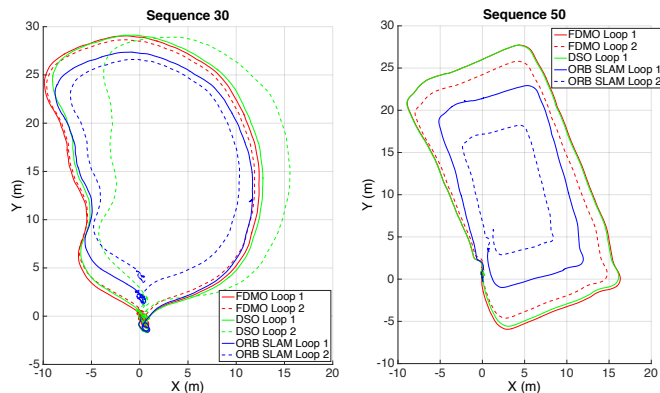 Sequence 30
Y (m)
30
25
20
15
10
5
0
-5
-10
-5
0
5
10
15
20
X (m)
FDMO Loop 1
FDMO Loop 2
DSO Loop 1
DSO Loop 2
ORB SLAM Loop 1
ORB SLAM Loop 2
Sequence 50
Y (m)
30
25
20
15
10
5
0
-5
-10
-10
-5
0
5
10
15
20
X (m)
FDMO Loop 1
FDMO Loop 2
DSO Loop 1
ORB SLAM Loop 1
ORB SLAM Loop 2